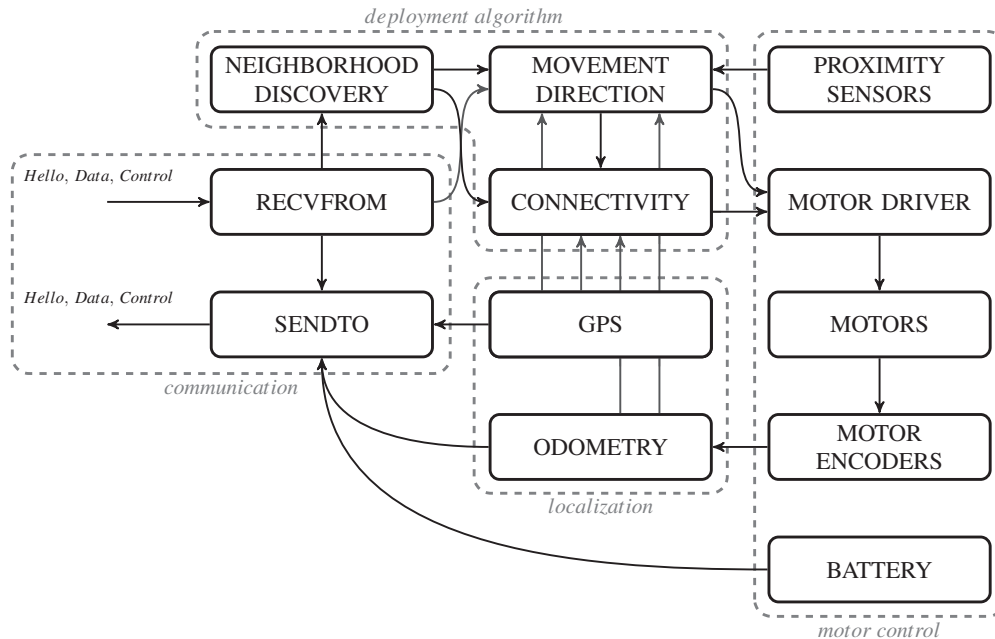 deployment algorithm
NEIGHBORHOOD
DISCOVERY
MOVEMENT
DIRECTION
PROXIMITY
SENSORS
Hello, Data, Control
RECVFROM
CONNECTIVITY
MOTOR DRIVER
Hello, Data, Control
SENDTO
GPS
MOTORS
communication
ODOMETRY
MOTOR
ENCODERS
localization
BATTERY
motor control